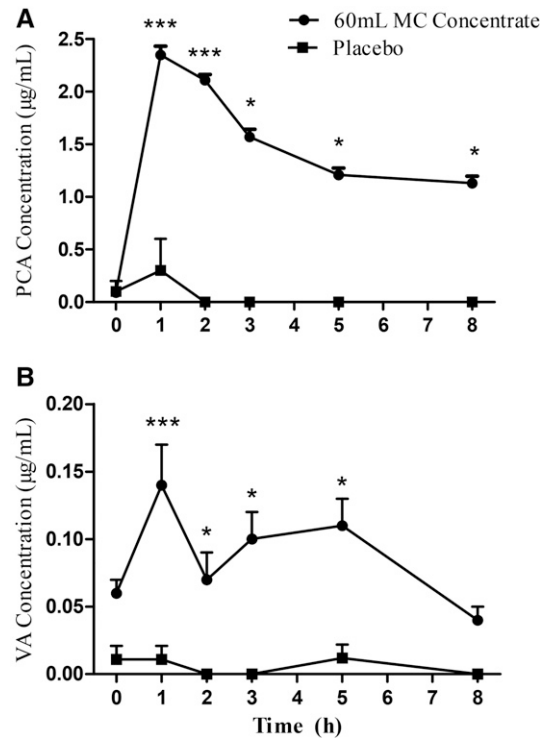 A
60mL MC Concentrate
Placebo
PCA Concentration (µg/mL)
2.5
2.0
1.5
1.0
0.5
0.0
***
***
*
*
*
0 1 2 3 4 5 6 7 8
B
VA Concentration (µg/mL)
0.20
0.15
0.10
0.05
0.00
***
*
*
*
0 1 2 3 4 5 6 7 8
Time (h)